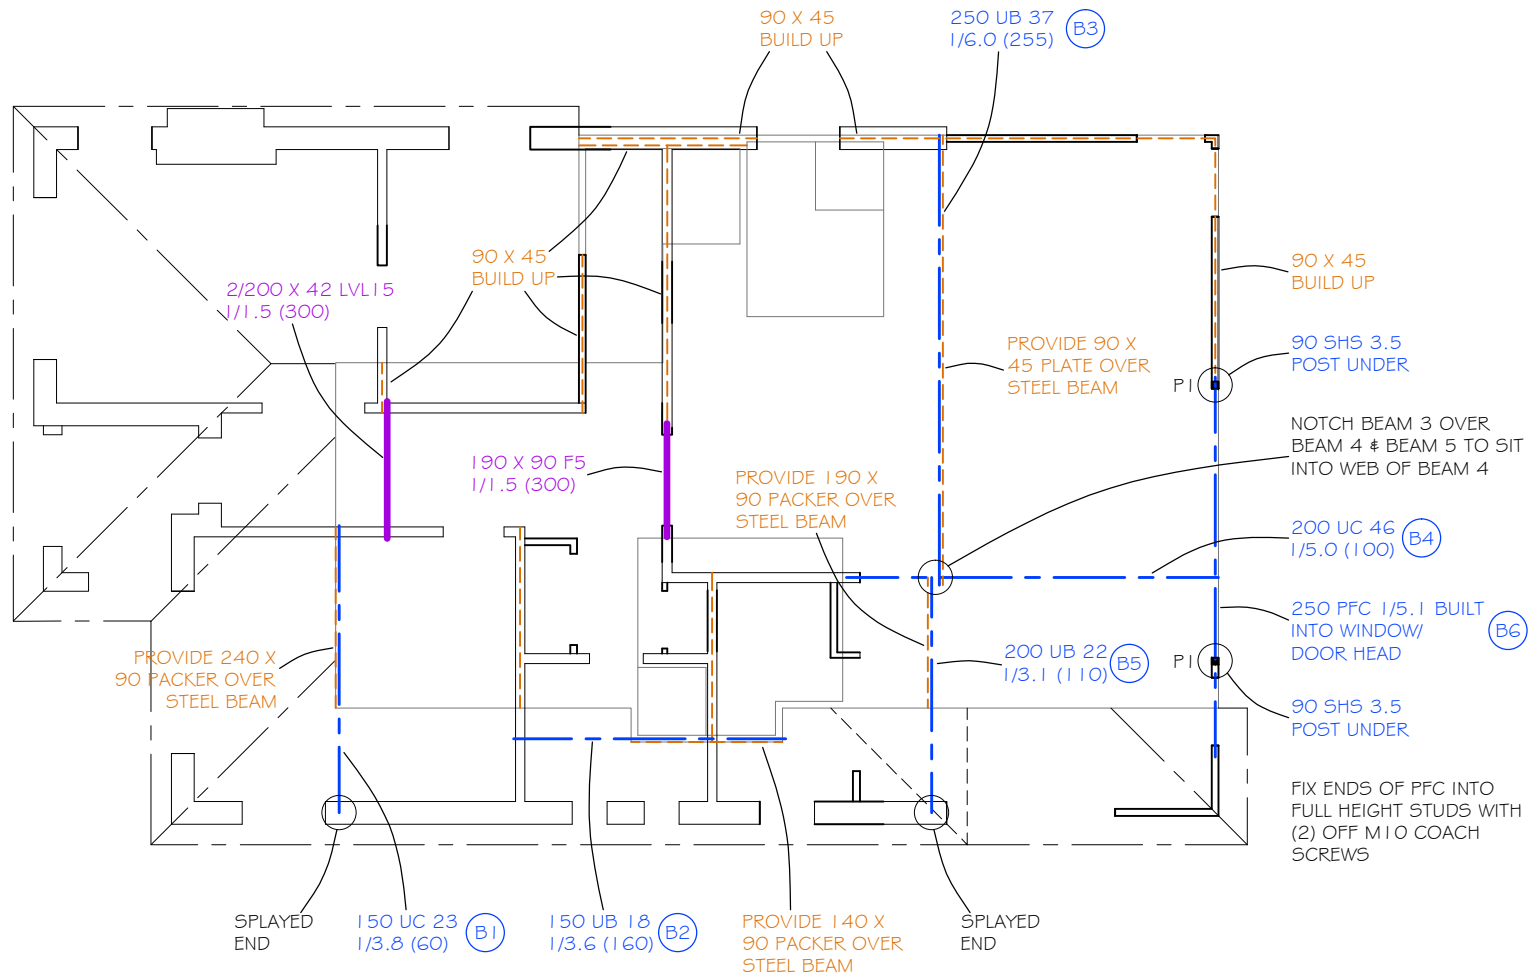 90 X 45
BUILD UP
250 UB 37
1/6.0 (255)
B3
90 X 45
BUILD UP
2/200 X 42 LVL15
1/1.5 (300)
90 X 45
BUILD UP
90 SHS 3.5
POST UNDER
P1
PROVIDE 90 X
45 PLATE OVER
STEEL BEAM
NOTCH BEAM 3 OVER
BEAM 4 & BEAM 5 TO SIT
INTO WEB OF BEAM 4
190 X 90 F5
1/1.5 (300)
PROVIDE 190 X
90 PACKER OVER
STEEL BEAM
200 UC 46
1/5.0 (100)
B4
250 PFC 1/5.1 BUILT
INTO WINDOW/
DOOR HEAD
B6
PROVIDE 240 X
90 PACKER OVER
STEEL BEAM
200 UB 22
1/3.1 (110)
B5
P1
90 SHS 3.5
POST UNDER
FIX ENDS OF PFC INTO
FULL HEIGHT STUDS WITH
(2) OFF M10 COACH
SCREWS
SPLAYED
END
150 UC 23
1/3.8 (60)
B1
150 UB 18
1/3.6 (160)
B2
PROVIDE 140 X
90 PACKER OVER
STEEL BEAM
SPLAYED
END